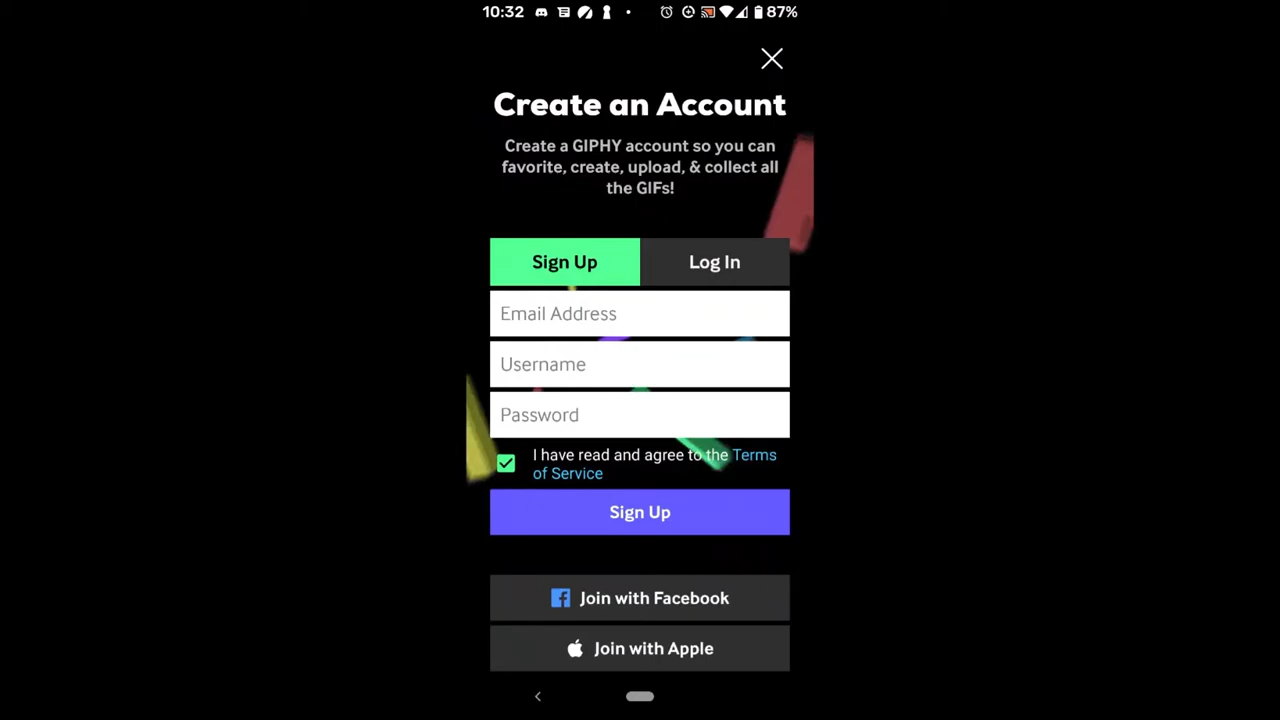 10:32
87%
Create an Account
Create a GIPHY account so you can
favorite, create, upload, & collect all
the GIFs!
Sign Up
Log In
Email Address
Username
Password
I have read and agree to the Terms
of Service
Sign Up
Join with Facebook
Join with Apple